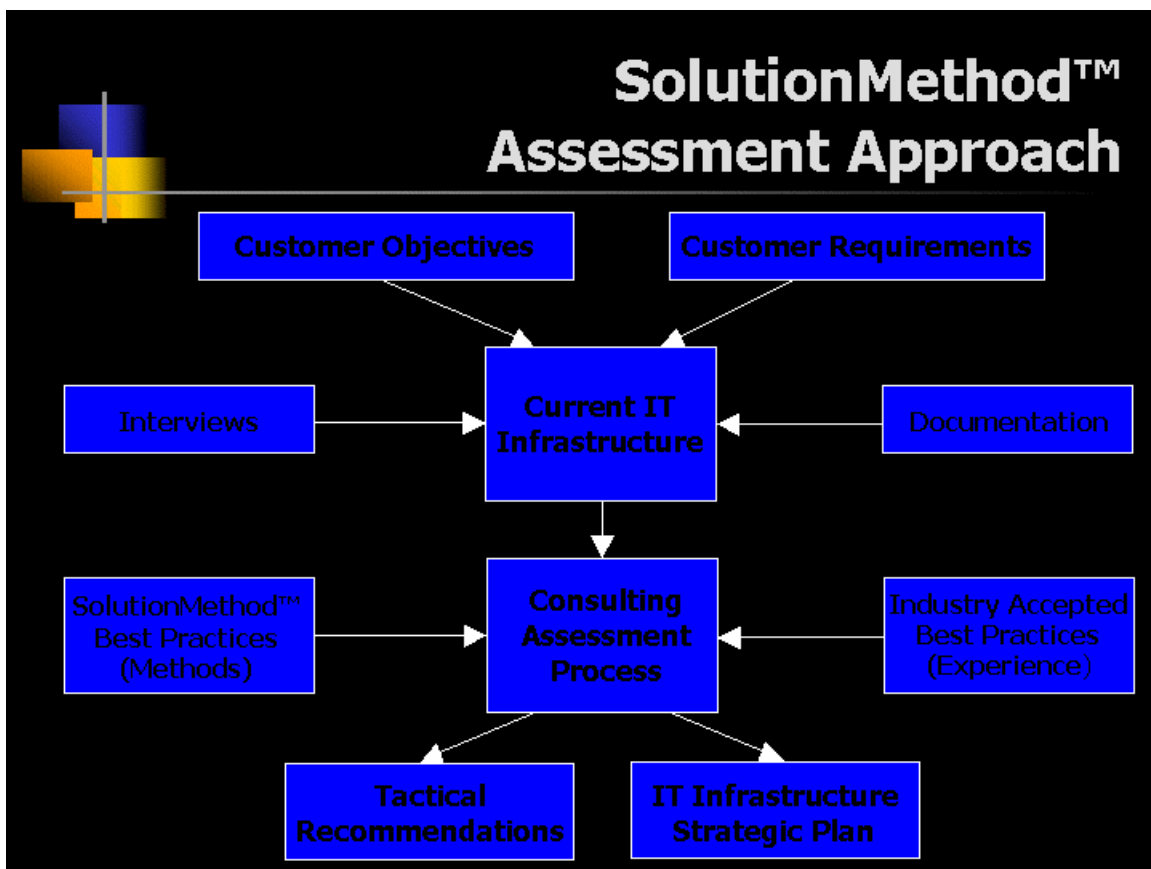 SolutionMethod™
Assessment Approach
Customer Objectives
Customer Requirements
Interviews
Current IT
Infrastructure
Documentation
SolutionMethod™
Best Practices
(Methods)
Consulting
Assessment
Process
Industry Accepted
Best Practices
(Experience)
Tactical
Recommendations
IT Infrastructure
Strategic Plan